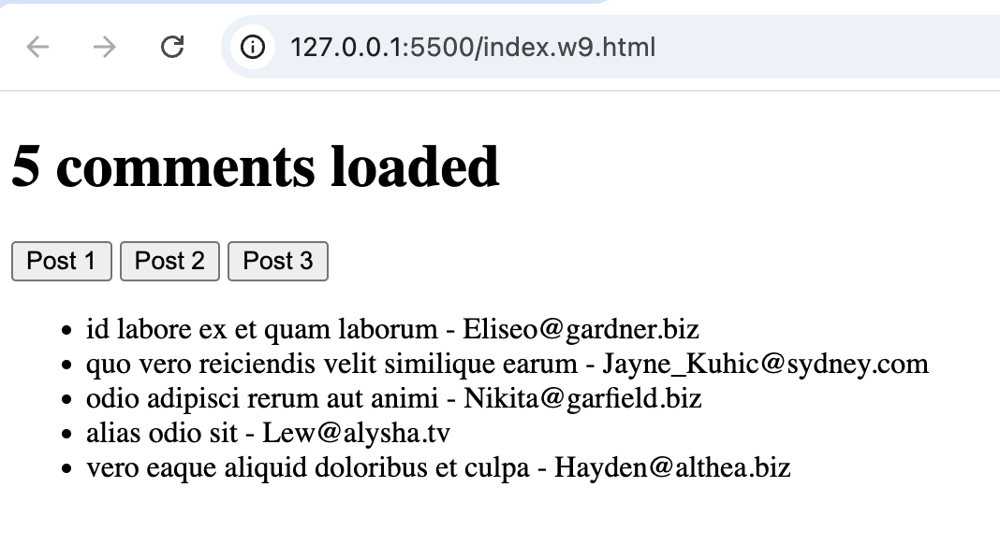 127.0.0.1:5500/index.w9.html
5 comments loaded
Post 1 Post 2 Post 3
• id labore ex et quam laborum - Eliseo@gardner.biz
• quo vero reiciendis velit similique earum - Jayne_Kuhic@sydney.com
• odio adipisci rerum aut animi - Nikita@garfield.biz
• alias odio sit - Lew@alysha.tv
• vero eaque aliquid doloribus et culpa - Hayden@althea.biz